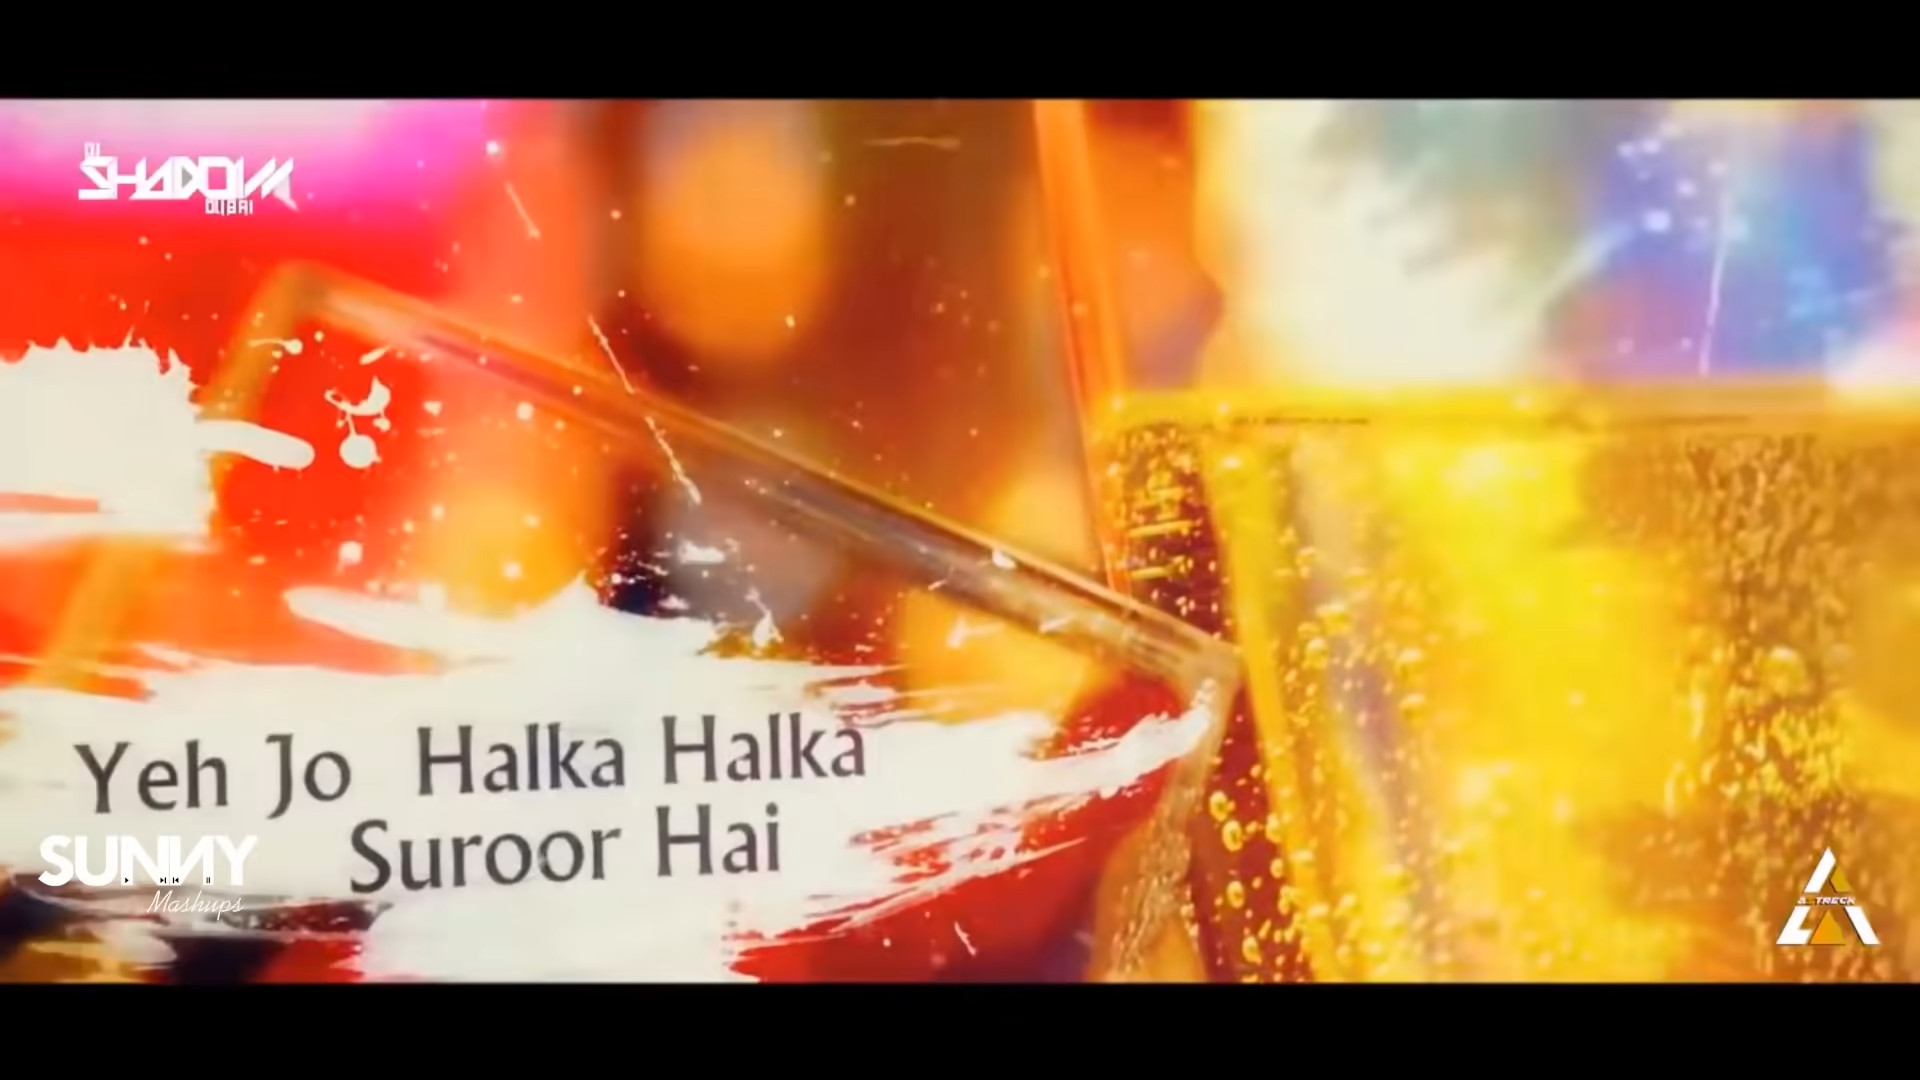 DJ
SHADOW
DUBAI
Yeh Jo Halka Halka
Suroor Hai
SUNNY
Mashups